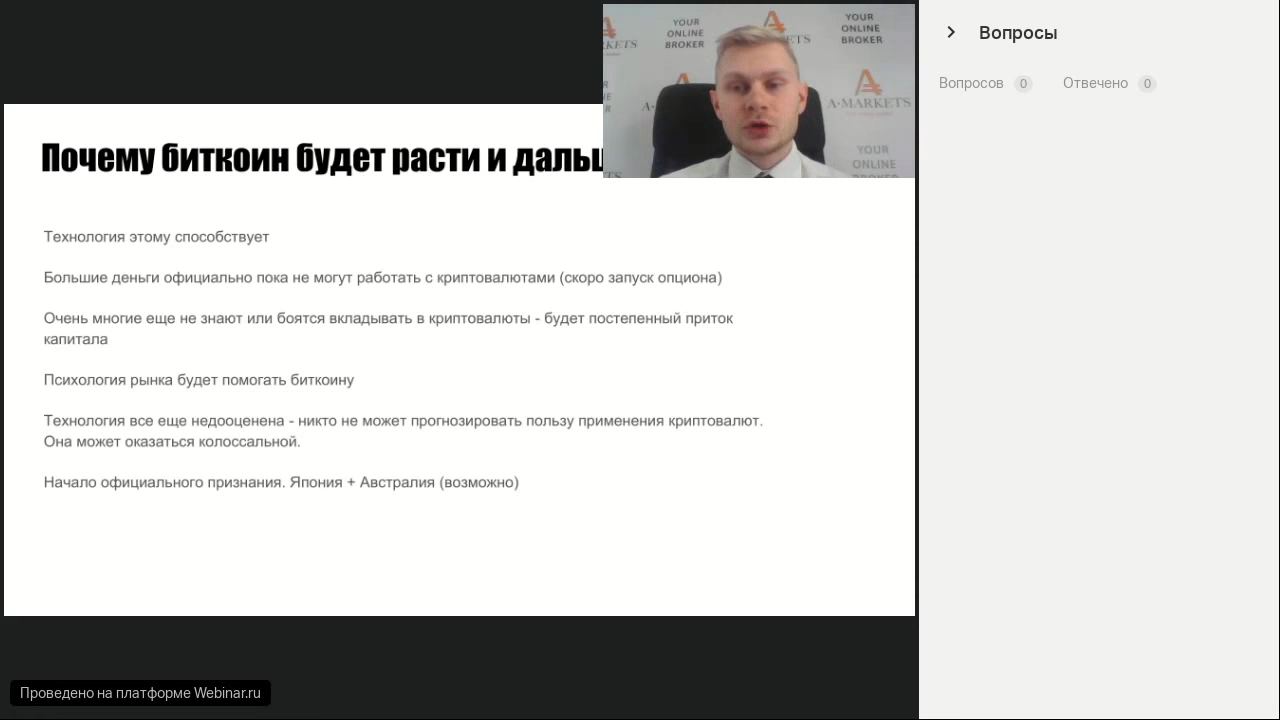 Вопросы
Вопросов 0 Отвечено 0
YOUR
ONLINE
BROKER
YOUR
ONLINE
BROKER
A·MARKETS
YOUR
ONLINE
BROKER
Почему биткоин будет расти и
Технология этому способствует
Большие деньги официально пока не могут работать с криптовалютами (скоро запуск опциона)
Очень многие еще не знают или боятся вкладывать в криптовалюты - будет постепенный приток
капитала
Психология рынка будет помогать биткоину
Технология все еще недооценена - никто не может прогнозировать пользу применения криптовалют.
Она может оказаться колоссальной.
Начало официального признания. Япония + Австралия (возможно)
Проведено на платформе Webinar.ru